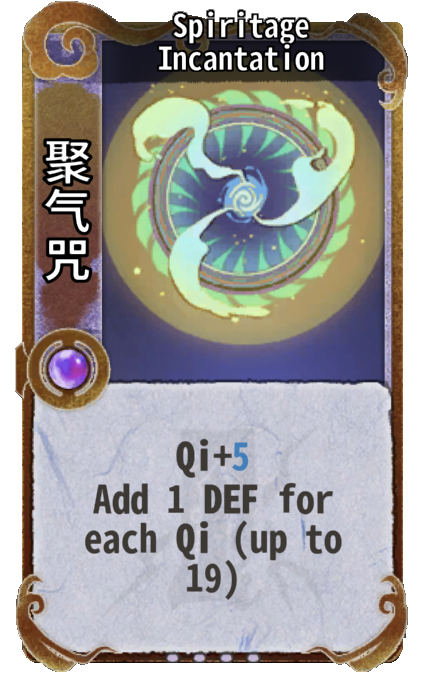 Spiritage
Incantation
聚气咒
Qi+5
Add 1 DEF for
each Qi (up to
19)